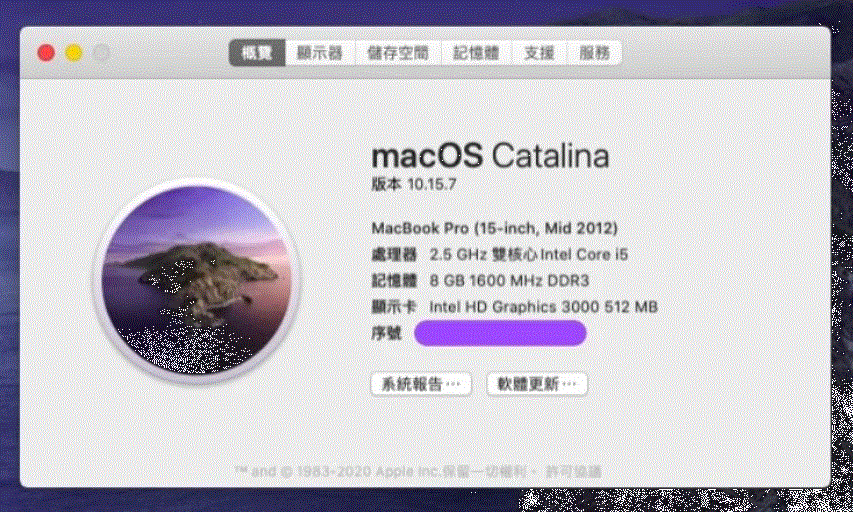 概覽 顯示器 儲存空間 記憶體 支援 服務
macOS Catalina
版本 10.15.7
MacBook Pro (15-inch, Mid 2012)
處理器 2.5 GHz 雙核心Intel Core i5
記憶體 8 GB 1600 MHz DDR3
顯示卡 Intel HD Graphics 3000 512 MB
序號
系統報告⋯ 軟體更新⋯
™ and © 1983-2020 Apple Inc.保留一切權利。 許可協議